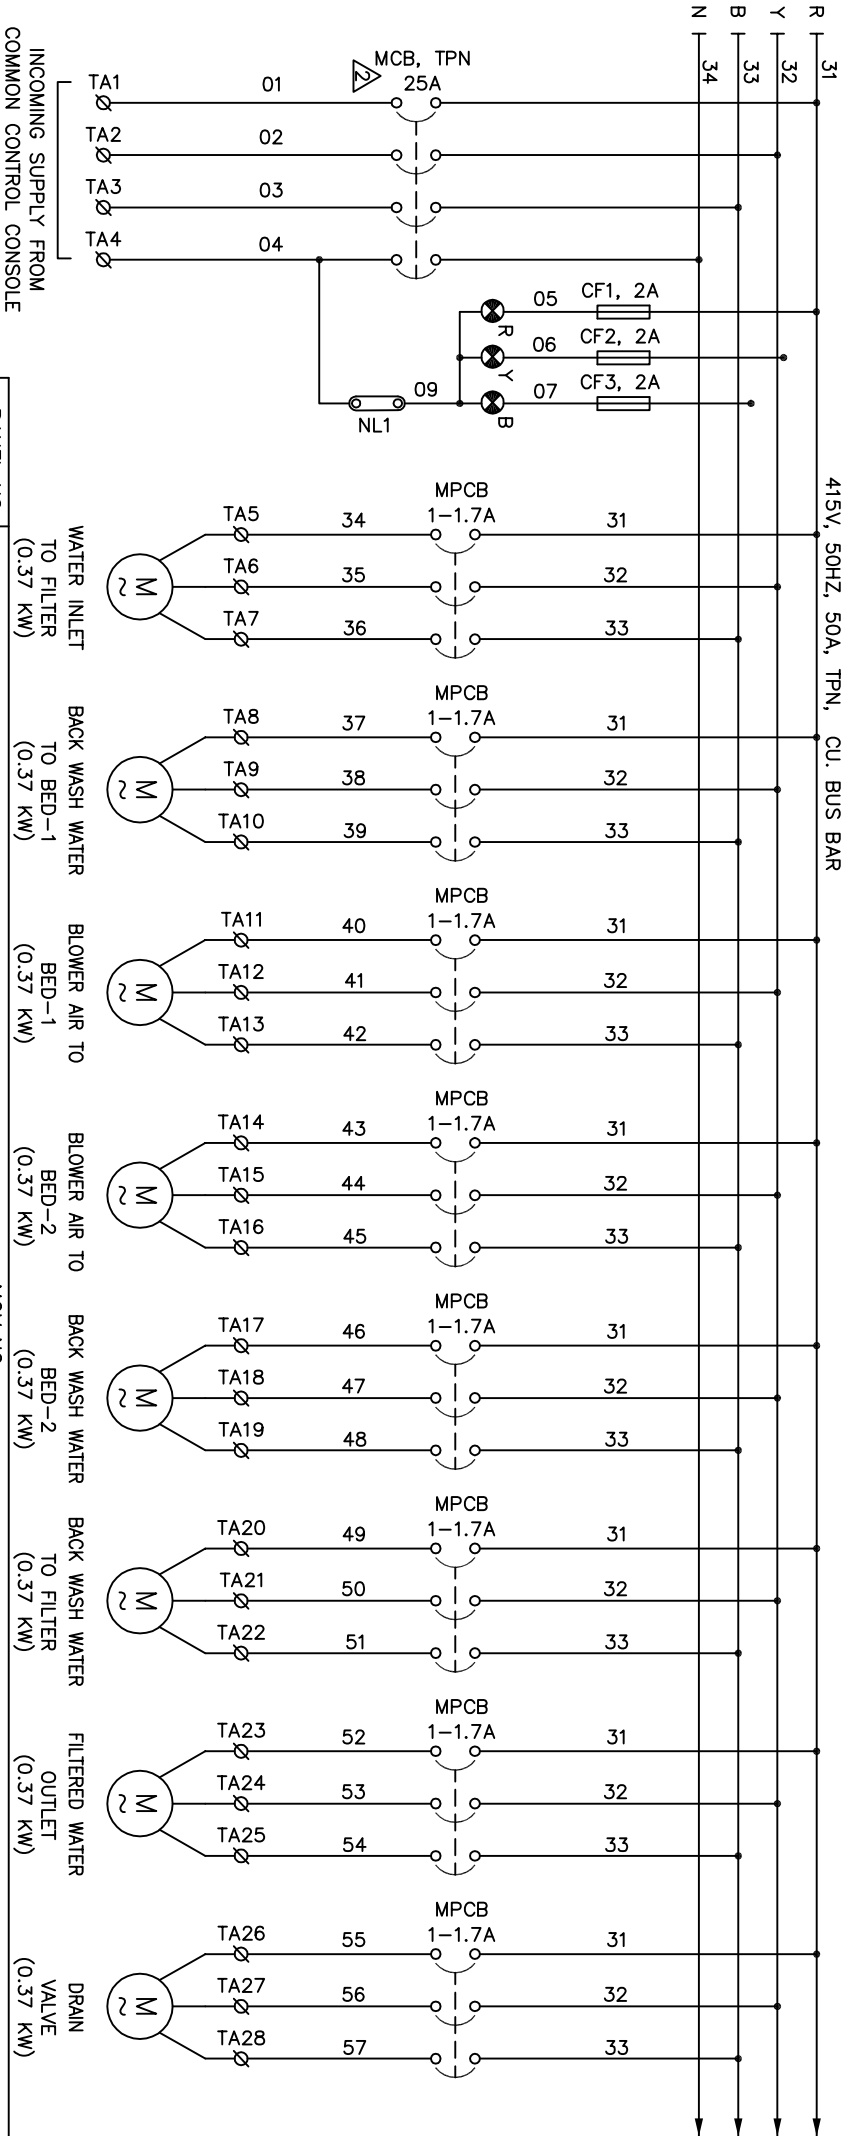 R 31
Y 32
B 33
N 34
415V, 50HZ, 50A, TPN, CU. BUS BAR
MCB, TPN
25A
2
TA1 01
TA2 02
TA3 03
TA4 04
INCOMING SUPPLY FROM
COMMON CONTROL CONSOLE
R 05 CF1, 2A
Y 06 CF2, 2A
B 07 CF3, 2A
09
NL1
MPCB
1-1.7A
TA5 34 31
TA6 35 32
TA7 36 33
M
~
WATER INLET
TO FILTER
(0.37 KW)
MPCB
1-1.7A
TA8 37 31
TA9 38 32
TA10 39 33
M
~
BACK WASH WATER
TO BED-1
(0.37 KW)
MPCB
1-1.7A
TA11 40 31
TA12 41 32
TA13 42 33
M
~
BLOWER AIR TO
BED-1
(0.37 KW)
MPCB
1-1.7A
TA14 43 31
TA15 44 32
TA16 45 33
M
~
BLOWER AIR TO
BED-2
(0.37 KW)
MPCB
1-1.7A
TA17 46 31
TA18 47 32
TA19 48 33
M
~
BACK WASH WATER
BED-2
(0.37 KW)
MPCB
1-1.7A
TA20 49 31
TA21 50 32
TA22 51 33
M
~
BACK WASH WATER
TO FILTER
(0.37 KW)
MPCB
1-1.7A
TA23 52 31
TA24 53 32
TA25 54 33
M
~
FILTERED WATER
OUTLET
(0.37 KW)
MPCB
1-1.7A
TA26 55 31
TA27 56 32
TA28 57 33
M
~
DRAIN
VALVE
(0.37 KW)